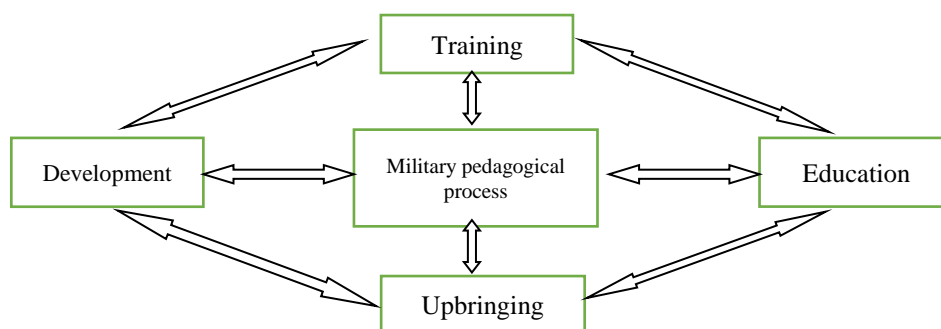 Training
Development
Military pedagogical
process
Education
Upbringing